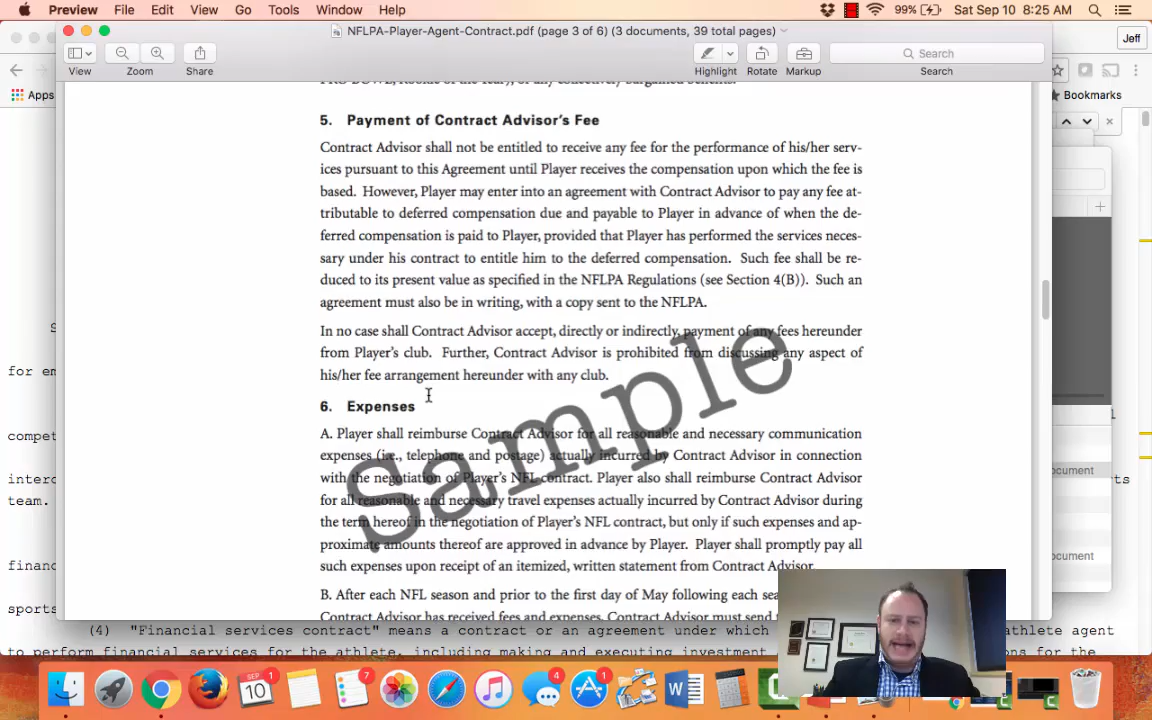 Preview File Edit View Go Tools Window Help 99% Sat Sep 10 8:25 AM
NFLPA-Player-Agent-Contract.pdf (page 3 of 6) (3 documents, 39 total pages)
Jeff
View Zoom Share Highlight Rotate Markup Search
Search
Apps
Bookmarks
5. Payment of Contract Advisor's Fee
Contract Advisor shall not be entitled to receive any fee for the performance of his/her serv-
ices pursuant to this Agreement until Player receives the compensation upon which the fee is
based. However, Player may enter into an agreement with Contract Advisor to pay any fee at-
tributable to deferred compensation due and payable to Player in advance of when the de-
ferred compensation is paid to Player, provided that Player has performed the services neces-
sary under his contract to entitle him to the deferred compensation. Such fee shall be re-
duced to its present value as specified in the NFLPA Regulations (see Section 4(B)). Such an
agreement must also be in writing, with a copy sent to the NFLPA.
In no case shall Contract Advisor accept, directly or indirectly, payment of any fees hereunder
from Player's club. Further, Contract Advisor is prohibited from discussing any aspect of
his/her fee arrangement hereunder with any club.
6. Expenses
A. Player shall reimburse Contract Advisor for all reasonable and necessary communication
expenses (i.e., telephone and postage) actually incurred by Contract Advisor in connection
with the negotiation of Player's NFL contract. Player also shall reimburse Contract Advisor
for all reasonable and necessary travel expenses actually incurred by Contract Advisor during
the term hereof in the negotiation of Player's NFL contract, but only if such expenses and ap-
proximate amounts thereof are approved in advance by Player. Player shall promptly pay all
such expenses upon receipt of an itemized, written statement from Contract Advisor.
B. After each NFL season and prior to the first day of May following each
Contract Advisor has received fees and expenses, Contract Advisor must send
Sample
for em
compet
interc
team.
financ
sports
ocument
ocument
(4) "Financial services contract" means a contract or an agreement under which athlete agent
to perform financial services for the athlete, including making and executing investment for the
SEP 10
1
7
4
1